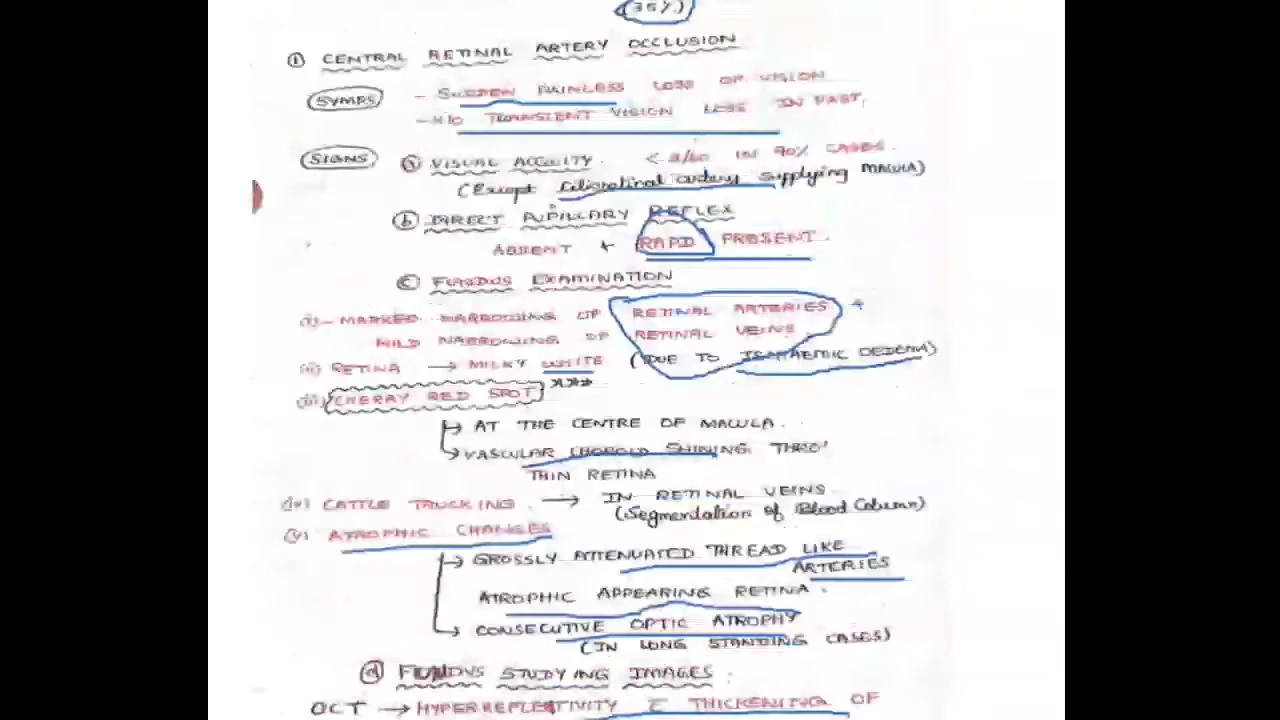 (35%)
① CENTRAL RETINAL ARTERY OCCLUSION
SYMPS - SUDDEN PAINLESS LOSS OF VISION
- H/O TRANSIENT VISION LOSS IN PAST.
SIGNS ⓐ VISUAL ACCUITY. < 3/60 IN 90% CASES.
(Except cilioretinal artery supplying MACULA)
ⓑ DIRECT PUPILLARY REFLEX
ABSENT + RAPD PRESENT.
ⓒ FUNDUS EXAMINATION
(i) - MARKED NARROWING OF RETINAL ARTERIES +
MILD NARROWING OF RETINAL VEINS
(ii) RETINA → MILKY WHITE (DUE TO ISCHAEMIC OEDEMA)
(iii) CHERRY RED SPOT ***
→ AT THE CENTRE OF MACULA.
→ VASCULAR CHOROID SHINING THRO'
THIN RETINA
(iv) CATTLE TRUCKING. → IN RETINAL VEINS.
(Segmentation of Blood Column)
(v) ATROPHIC CHANGES
→ GROSSLY ATTENUATED THREAD LIKE
ARTERIES
ATROPHIC APPEARING RETINA.
→ CONSECUTIVE OPTIC ATROPHY
(IN LONG STANDING CASES)
ⓓ FUNDUS STUDYING IMAGES:
OCT → HYPERREFLECTIVITY c̄ THICKENING OF